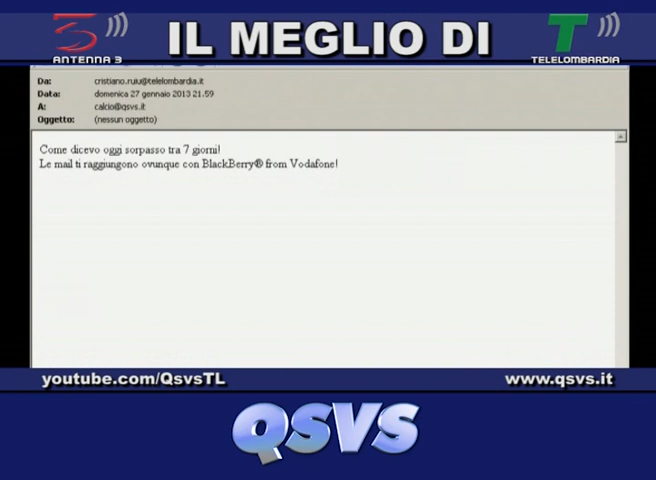 IL MEGLIO DI
3
ANTENNA 3
T
TELELOMBARDIA
Da: cristiano.ruiu@telelombardia.it
Data: domenica 27 gennaio 2013 21.59
A: calcio@qsvs.it
Oggetto: (nessun oggetto)
Come dicevo oggi sorpasso tra 7 giorni!
Le mail ti raggiungono ovunque con BlackBerry® from Vodafone!
youtube.com/QsvsTL
www.qsvs.it
QSVS